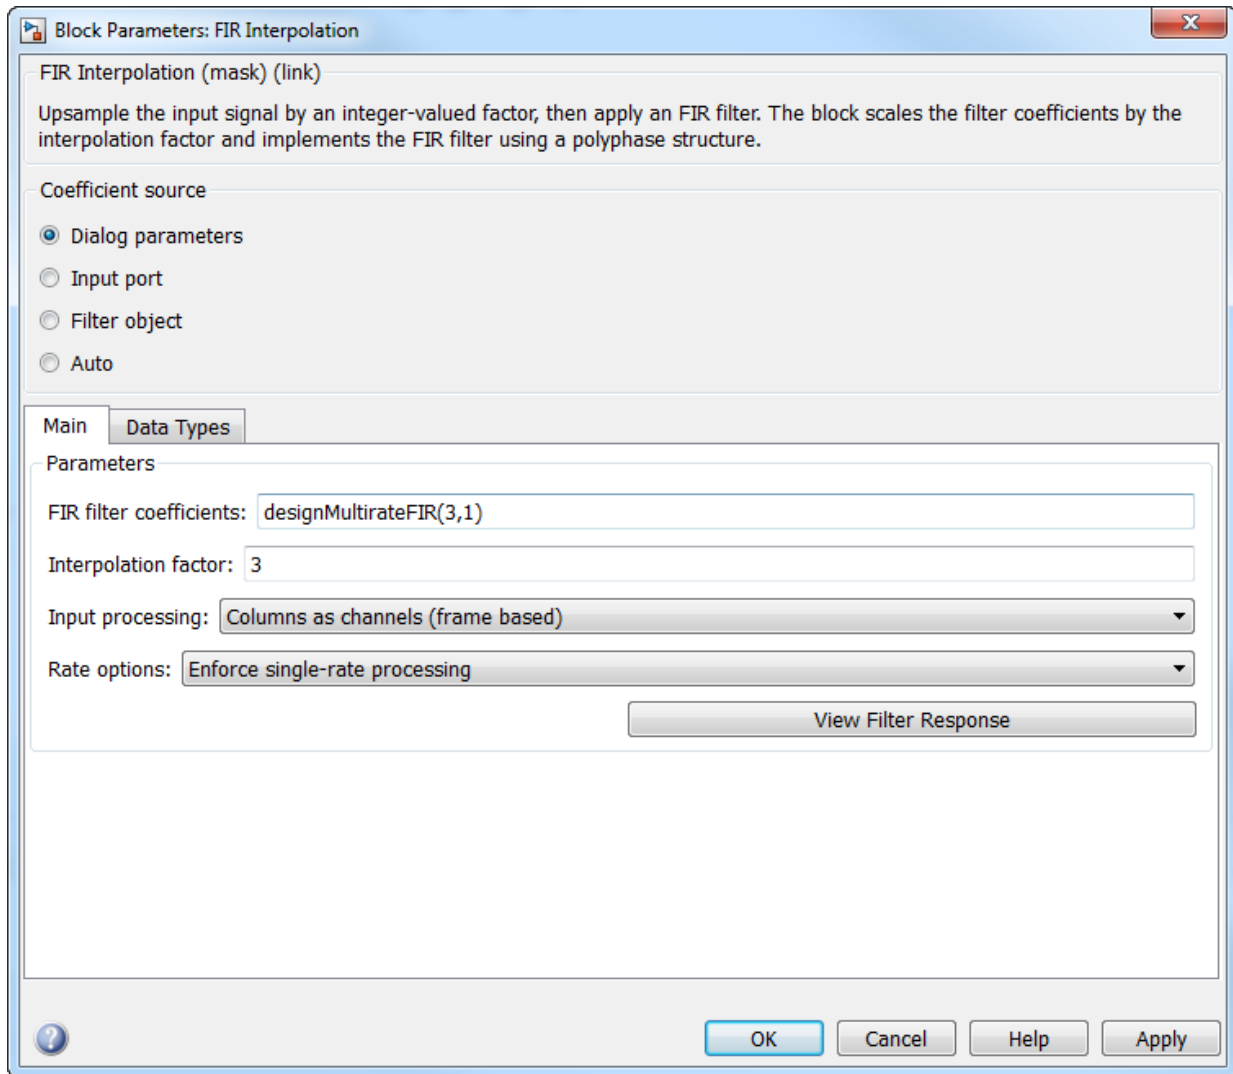 Block Parameters: FIR Interpolation
X
FIR Interpolation (mask) (link)
Upsample the input signal by an integer-valued factor, then apply an FIR filter. The block scales the filter coefficients by the
interpolation factor and implements the FIR filter using a polyphase structure.
Coefficient source
Dialog parameters
Input port
Filter object
Auto
Main Data Types
Parameters
FIR filter coefficients: designMultirateFIR(3,1)
Interpolation factor: 3
Input processing: Columns as channels (frame based)
Rate options: Enforce single-rate processing
View Filter Response
? OK Cancel Help Apply